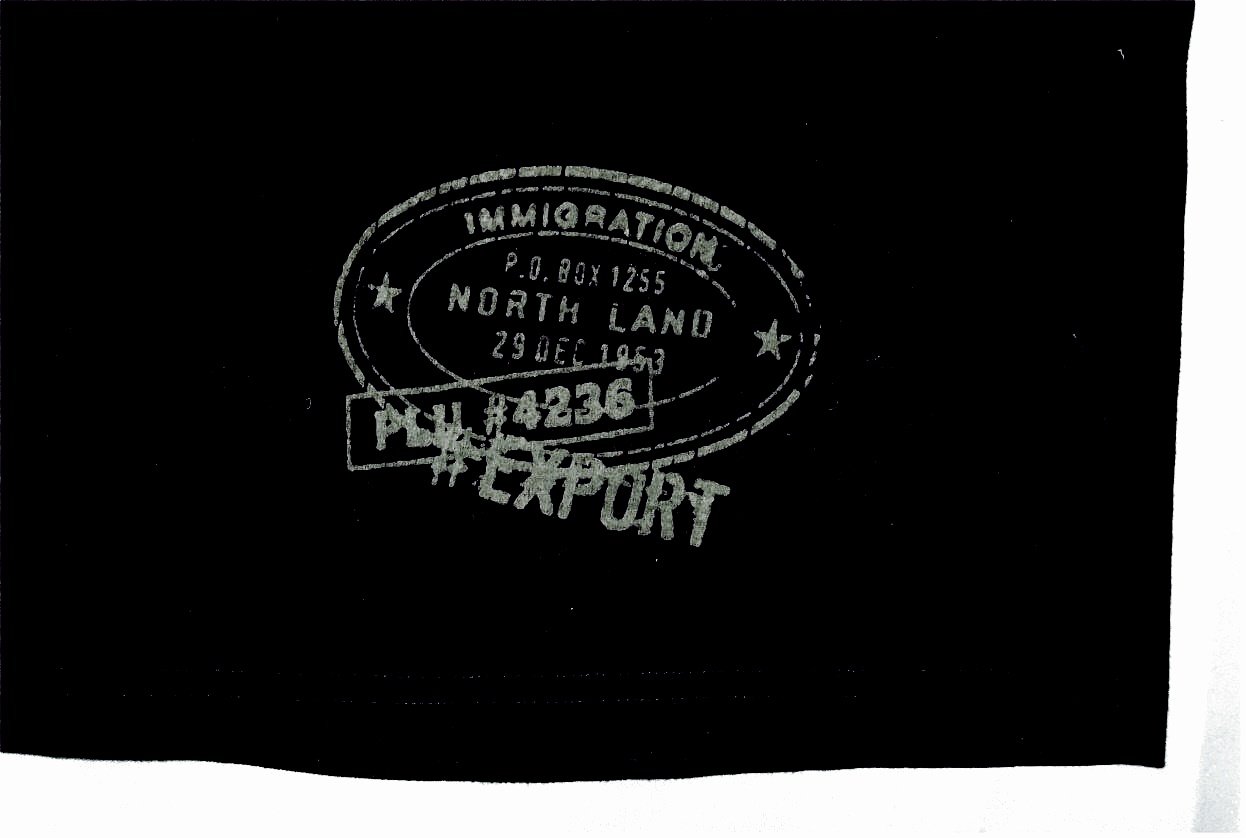 IMMIGRATION
P.O. BOX 1255
NORTH LAND
29 DEC 1953
PLU #4236
#EXPORT